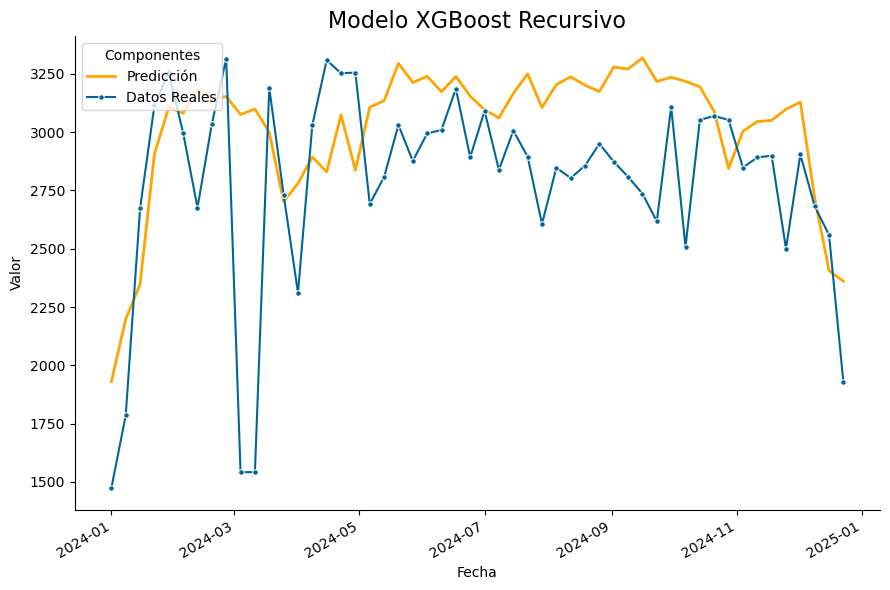 Modelo XGBoost Recursivo
Componentes
Predicción
Datos Reales
Valor
3250
3000
2750
2500
2250
2000
1750
1500
2024-01
2024-03
2024-05
2024-07
2024-09
2024-11
2025-01
Fecha